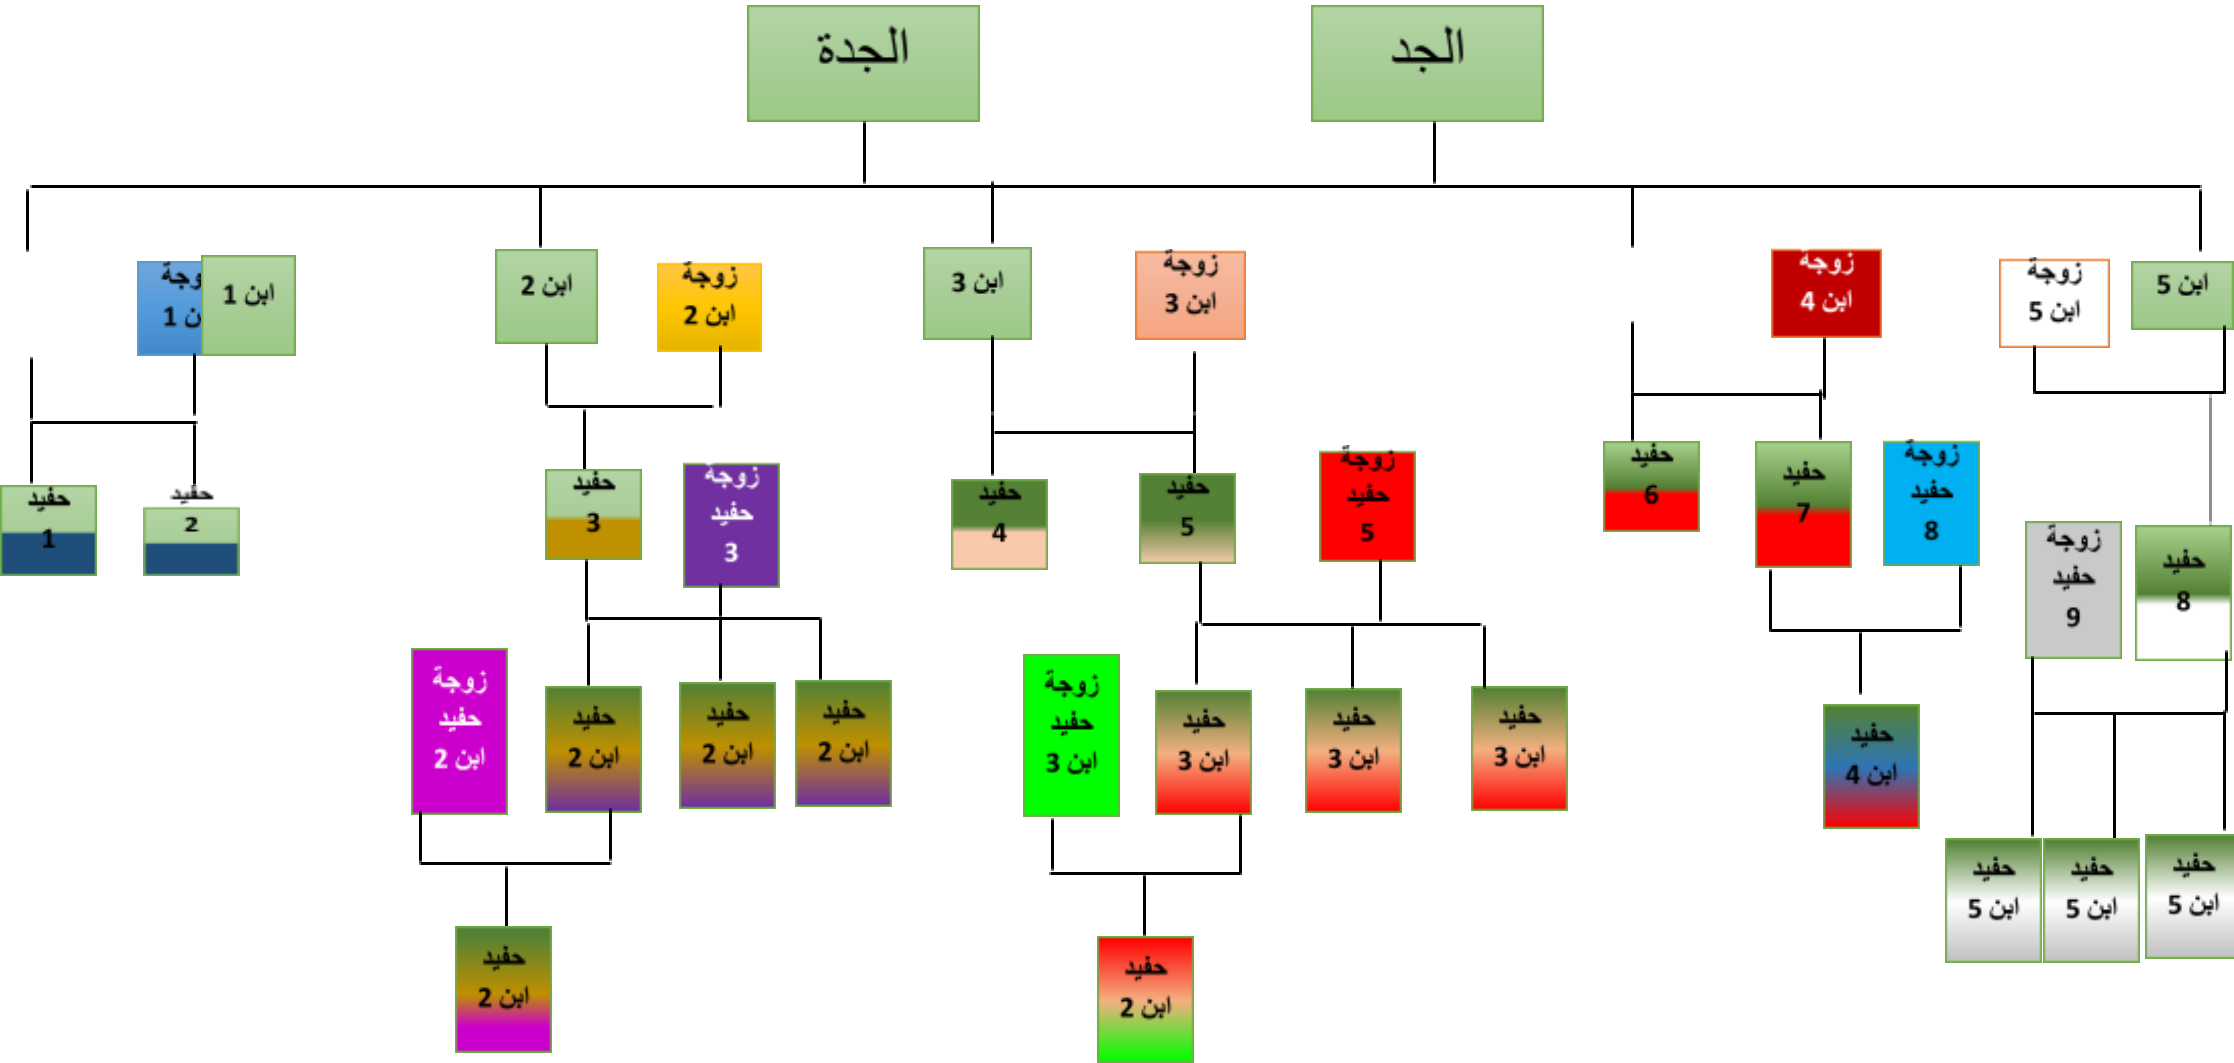 الجد
الجدة
ابن 5
زوجة
ابن 5
زوجة
ابن 4
زوجة
ابن 3
ابن 3
زوجة
ابن 2
ابن 2
ابن 1
حفيد
8
زوجة
حفيد
9
زوجة
حفيد
8
حفيد
7
حفيد
6
زوجة
حفيد
5
حفيد
5
حفيد
4
زوجة
حفيد
3
حفيد
3
حفيد
2
حفيد
1
حفيد
ابن 5
حفيد
ابن 5
حفيد
ابن 5
حفيد
ابن 4
حفيد
ابن 3
حفيد
ابن 3
حفيد
ابن 3
زوجة
حفيد
ابن 3
حفيد
ابن 2
حفيد
ابن 2
حفيد
ابن 2
زوجة
حفيد
ابن 2
حفيد
ابن 2
حفيد
ابن 2